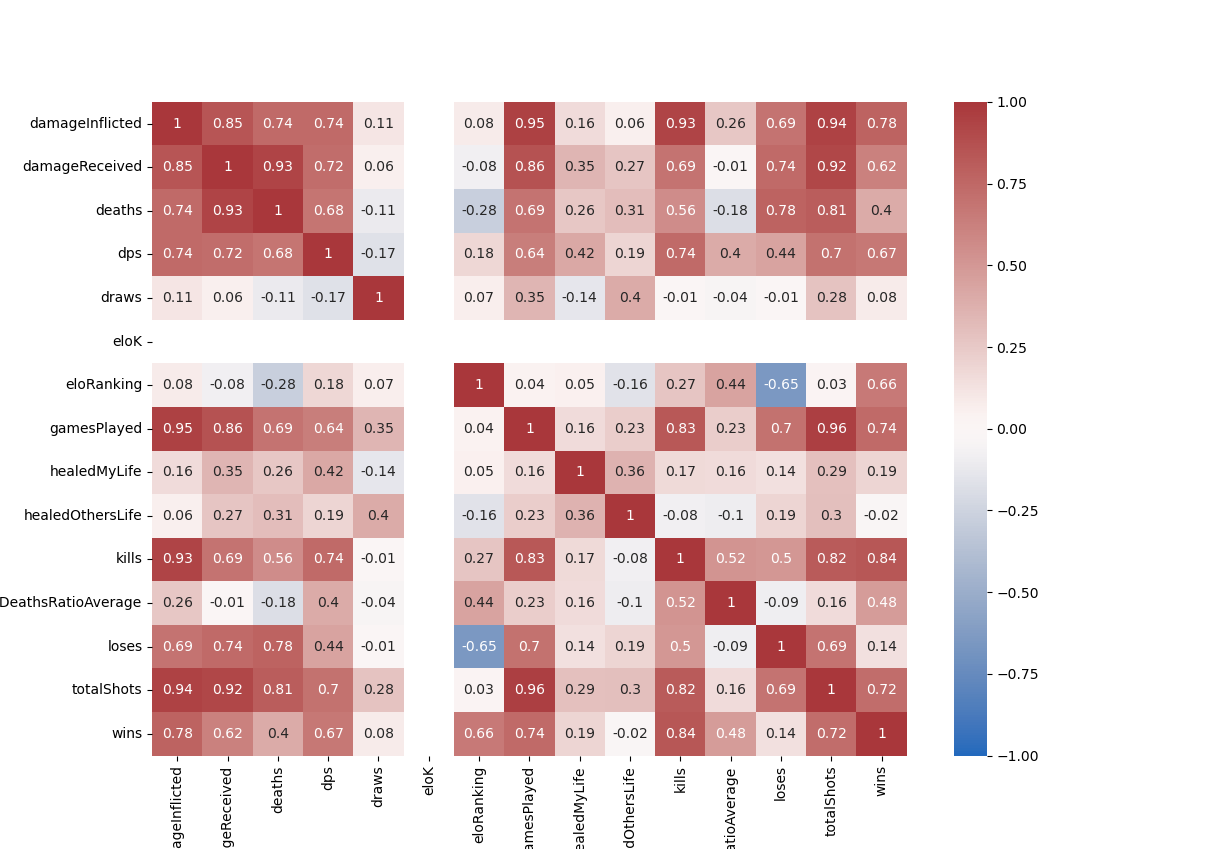 damageInflicted 1 0.85 0.74 0.74 0.11 0.08 0.95 0.16 0.06 0.93 0.26 0.69 0.94 0.78
damageReceived 0.85 1 0.93 0.72 0.06 -0.08 0.86 0.35 0.27 0.69 -0.01 0.74 0.92 0.62
deaths 0.74 0.93 1 0.68 -0.11 -0.28 0.69 0.26 0.31 0.56 -0.18 0.78 0.81 0.4
dps 0.74 0.72 0.68 1 -0.17 0.18 0.64 0.42 0.19 0.74 0.4 0.44 0.7 0.67
draws 0.11 0.06 -0.11 -0.17 1 0.07 0.35 -0.14 0.4 -0.01 -0.04 -0.01 0.28 0.08
eloK
eloRanking 0.08 -0.08 -0.28 0.18 0.07 1 0.04 0.05 -0.16 0.27 0.44 -0.65 0.03 0.66
gamesPlayed 0.95 0.86 0.69 0.64 0.35 0.04 1 0.16 0.23 0.83 0.23 0.7 0.96 0.74
healedMyLife 0.16 0.35 0.26 0.42 -0.14 0.05 0.16 1 0.36 0.17 0.16 0.14 0.29 0.19
healedOthersLife 0.06 0.27 0.31 0.19 0.4 -0.16 0.23 0.36 1 -0.08 -0.1 0.19 0.3 -0.02
kills 0.93 0.69 0.56 0.74 -0.01 0.27 0.83 0.17 -0.08 1 0.52 0.5 0.82 0.84
DeathsRatioAverage 0.26 -0.01 -0.18 0.4 -0.04 0.44 0.23 0.16 -0.1 0.52 1 -0.09 0.16 0.48
loses 0.69 0.74 0.78 0.44 -0.01 -0.65 0.7 0.14 0.19 0.5 -0.09 1 0.69 0.14
totalShots 0.94 0.92 0.81 0.7 0.28 0.03 0.96 0.29 0.3 0.82 0.16 0.69 1 0.72
wins 0.78 0.62 0.4 0.67 0.08 0.66 0.74 0.19 -0.02 0.84 0.48 0.14 0.72 1
ageInflicted
geReceived
deaths
dps
draws
eloK
eloRanking
amesPlayed
ealedMyLife
dOthersLife
kills
atioAverage
loses
totalShots
wins
1.00
0.75
0.50
0.25
0.00
−0.25
−0.50
−0.75
−1.00